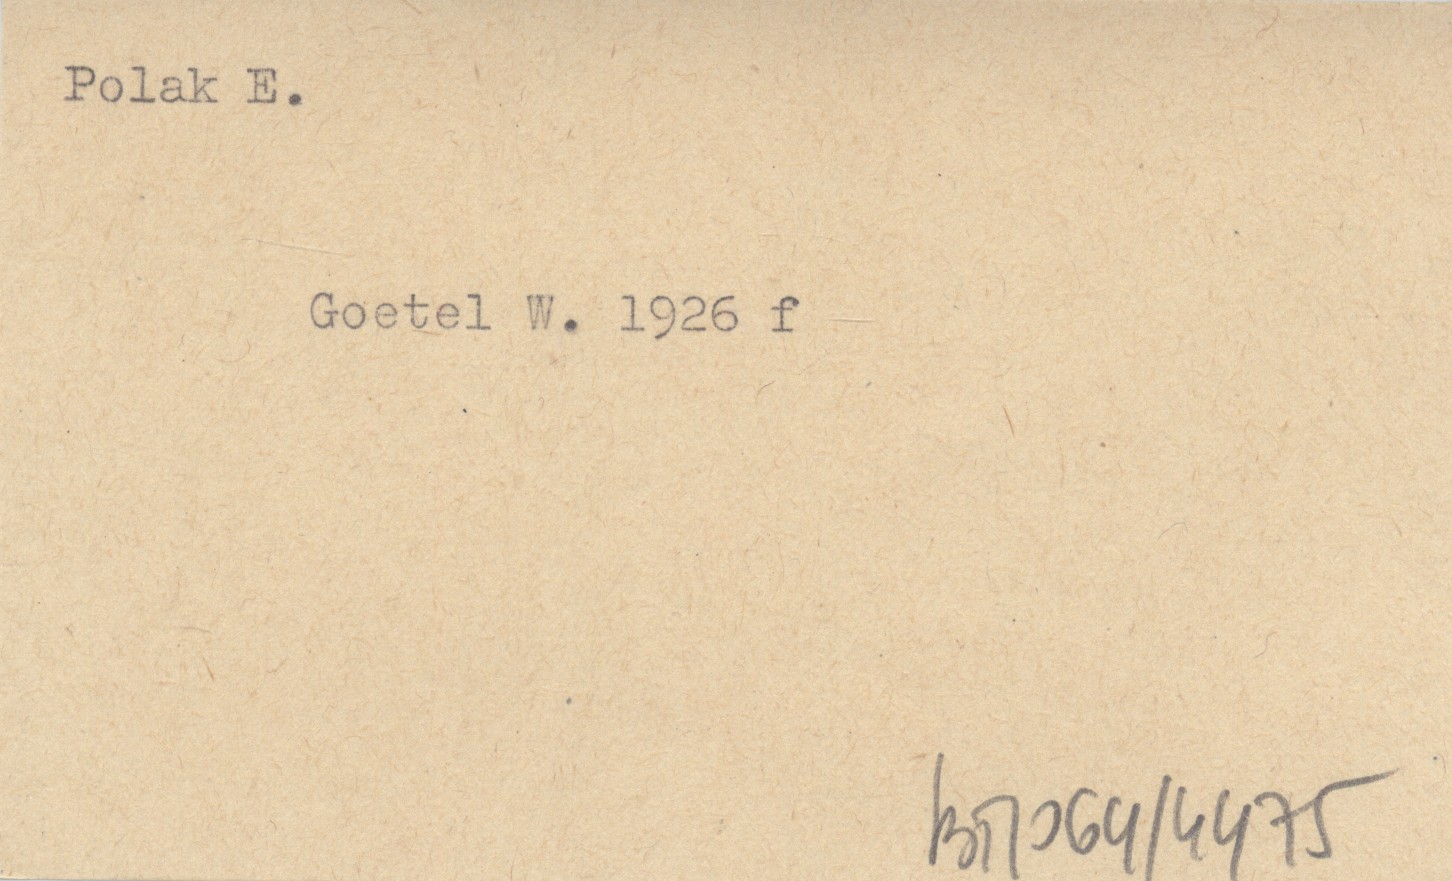 Polak E.
Goetel W. 1926 f